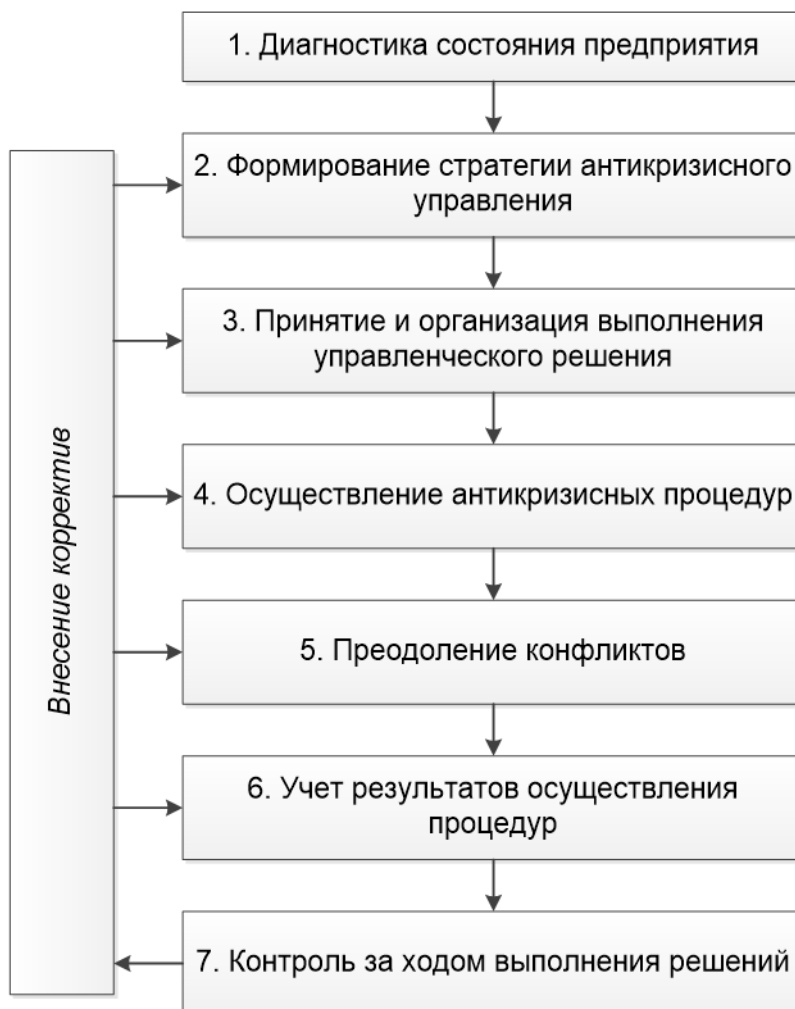 1. Диагностика состояния предприятия
2. Формирование стратегии антикризисного
управления
3. Принятие и организация выполнения
управленческого решения
4. Осуществление антикризисных процедур
5. Преодоление конфликтов
6. Учет результатов осуществления
процедур
7. Контроль за ходом выполнения решений
Внесение корректив